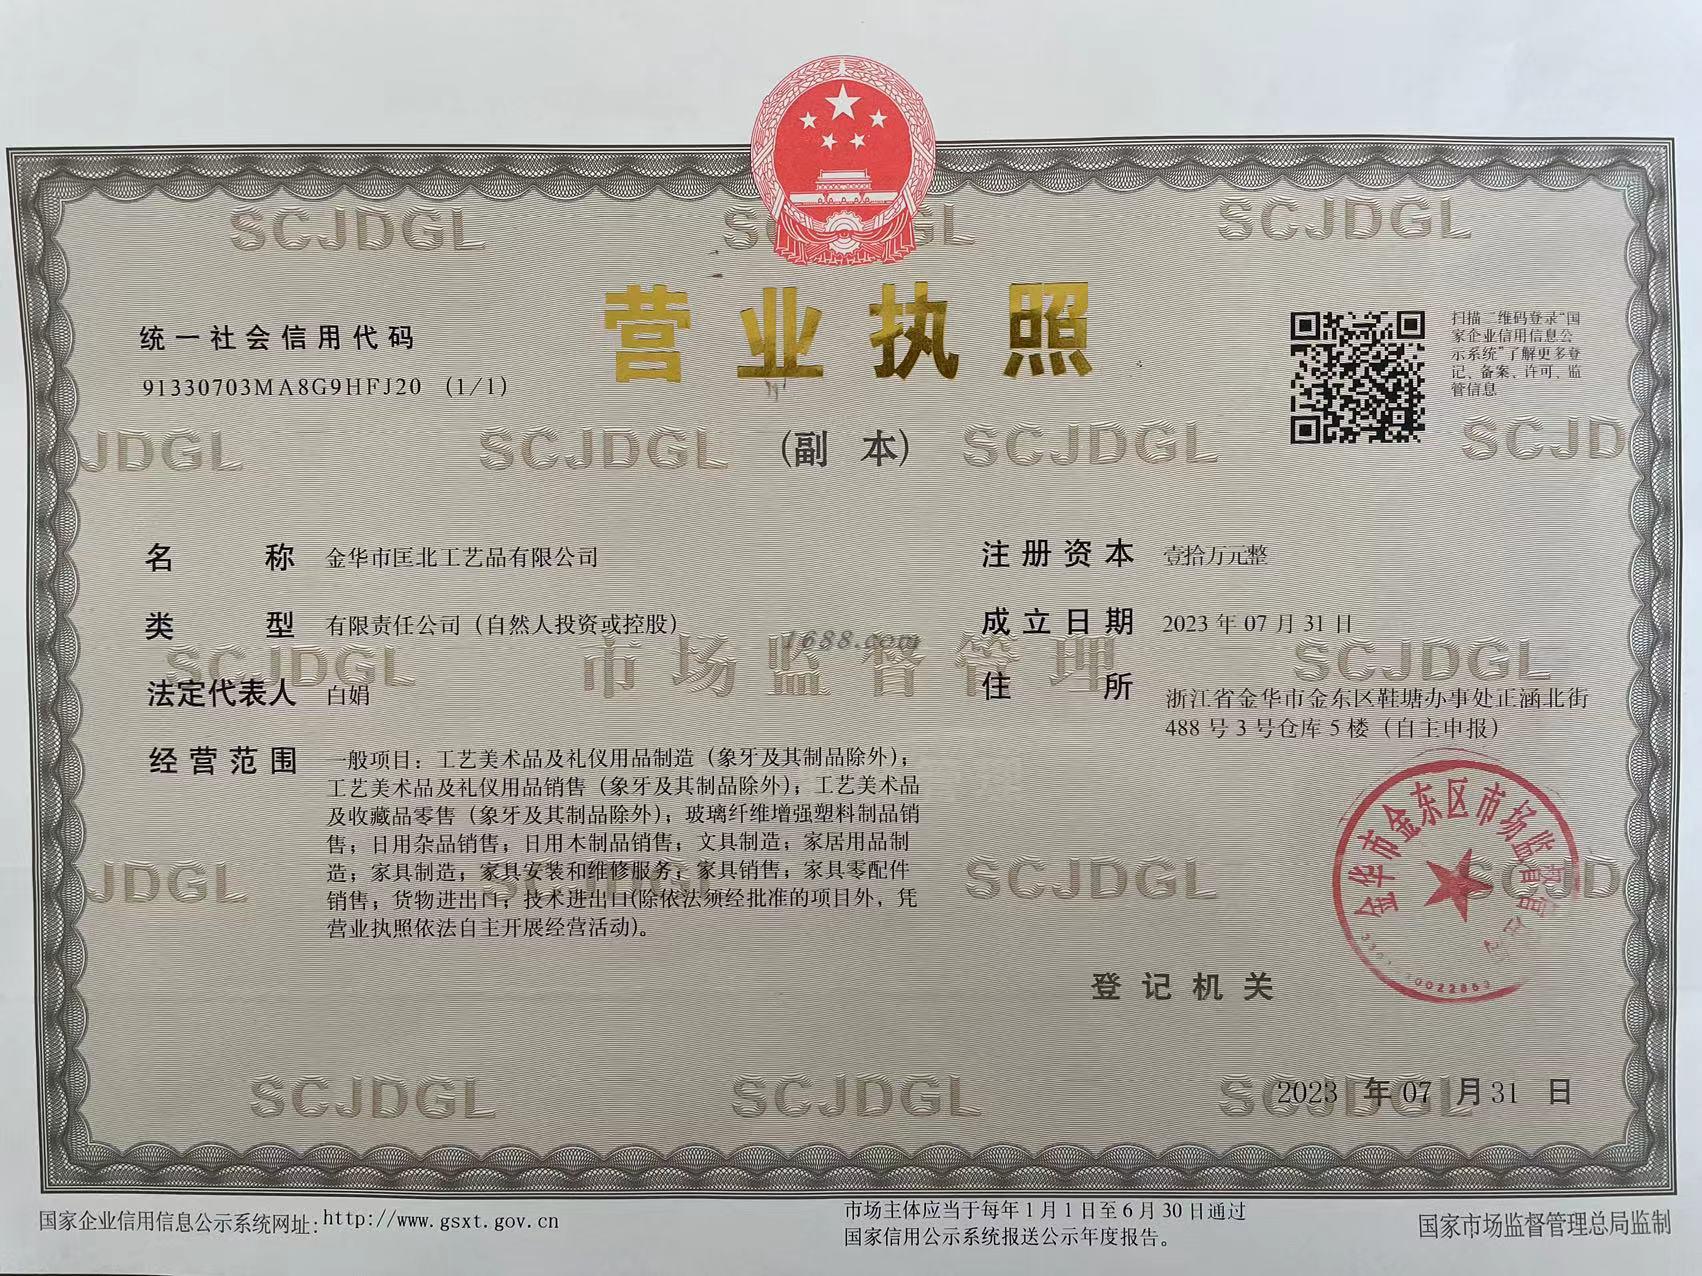 SCJDGL
SCJDGL
营业执照
(副 本)
统一社会信用代码
91330703MA8G9HFJ20 (1/1)
扫描二维码登录“国
家企业信用信息公
示系统”了解更多登
记、备案、许可、监
管信息
JDGL
SCJDGL
SCJDGL
SCJD
名 称 金华市匡北工艺品有限公司
类 型 有限责任公司（自然人投资或控股）
法定代表人 白娟
经营范围 一般项目：工艺美术品及礼仪用品制造（象牙及其制品除外）；
工艺美术品及礼仪用品销售（象牙及其制品除外）；工艺美术品
及收藏品零售（象牙及其制品除外）；玻璃纤维增强塑料制品销
售；日用杂品销售；日用木制品销售；文具制造；家居用品制
造；家具制造；家具安装和维修服务；家具销售；家具零配件
销售；货物进出口；技术进出口(除依法须经批准的项目外，凭
营业执照依法自主开展经营活动)。
注册资本 壹拾万元整
成立日期 2023 年 07 月 31 日
住 所 浙江省金华市金东区鞋塘办事处正涵北街
488 号 3 号仓库 5 楼（自主申报）
1688.com
市场监督管理
SCJDGL
SCJDGL
JDGL
SCJDGL
SCJD
金华市金东区市场监督管
登记机关
2023 年 07 月 31 日
SCJDGL
SCJDGL
SCJDGL
国家企业信用信息公示系统网址：http://www.gsxt.gov.cn
市场主体应当于每年 1 月 1 日至 6 月 30 日通过
国家信用公示系统报送公示年度报告。
国家市场监督管理总局监制